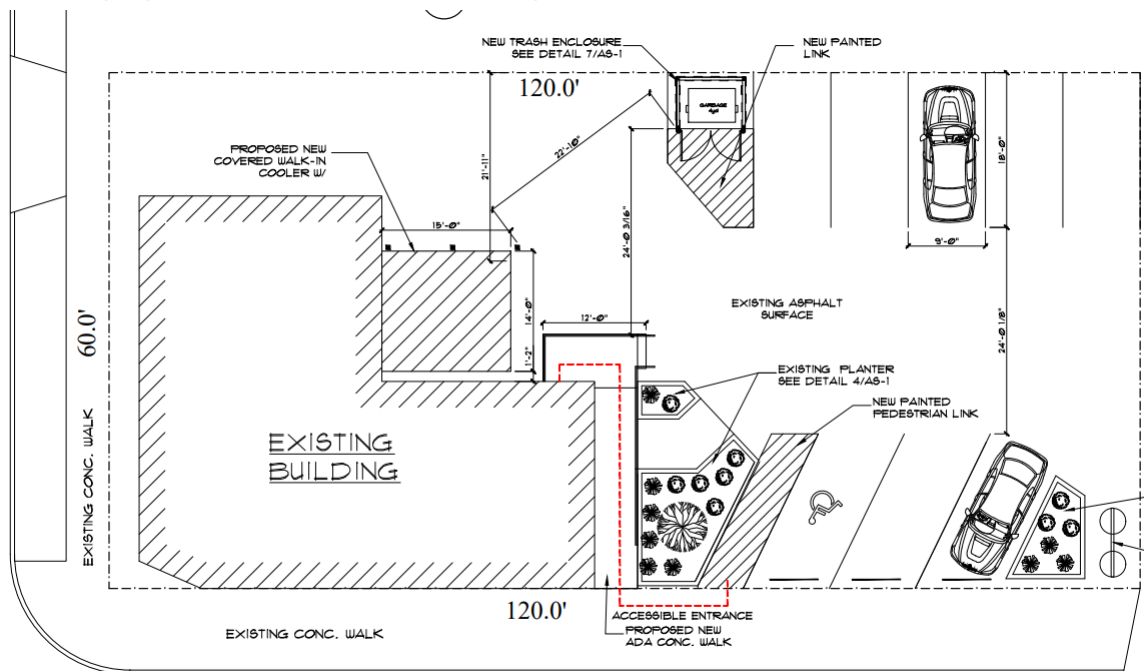 NEW TRASH ENCLOSURE
SEE DETAIL 7/AS-1
NEW PAINTED
LINK
120.0'
GARBAGE
PROPOSED NEW
COVERED WALK-IN
COOLER W/
22'-10"
21'-11"
18'-0"
15'-0"
24'-0 3/16"
9'-0"
14'-0"
EXISTING ASPHALT
SURFACE
12'-0"
24'-0 1/8"
60.0'
1'-2"
EXISTING PLANTER
SEE DETAIL 4/AS-1
NEW PAINTED
PEDESTRIAN LINK
EXISTING
BUILDING
EXISTING CONC. WALK
120.0'
ACCESSIBLE ENTRANCE
PROPOSED NEW
ADA CONC. WALK
EXISTING CONC. WALK